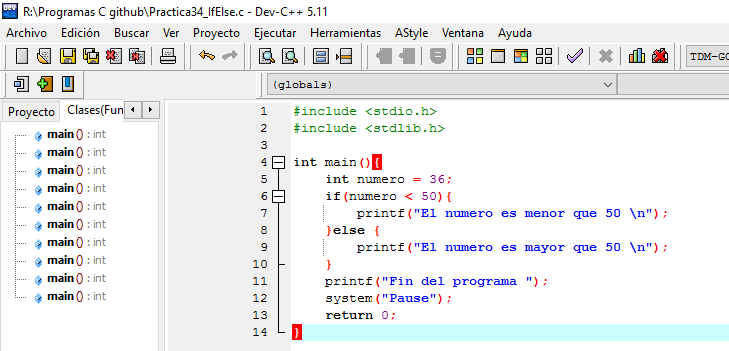 R:\Programas C github\Practica34_IfElse.c - Dev-C++ 5.11
Archivo Edición Buscar Ver Proyecto Ejecutar Herramientas AStyle Ventana Ayuda
TDM-GC
(globals)
Proyecto Clases(Fun
main() : int
main() : int
main() : int
main() : int
main() : int
main() : int
main() : int
main() : int
main() : int
main() : int
1 #include <stdio.h>
2 #include <stdlib.h>
3
4 int main(){
5 int numero = 36;
6 if(numero < 50){
7 printf("El numero es menor que 50 \n");
8 }else {
9 printf("El numero es mayor que 50 \n");
10 }
11 printf("Fin del programa ");
12 system("Pause");
13 return 0;
14 }